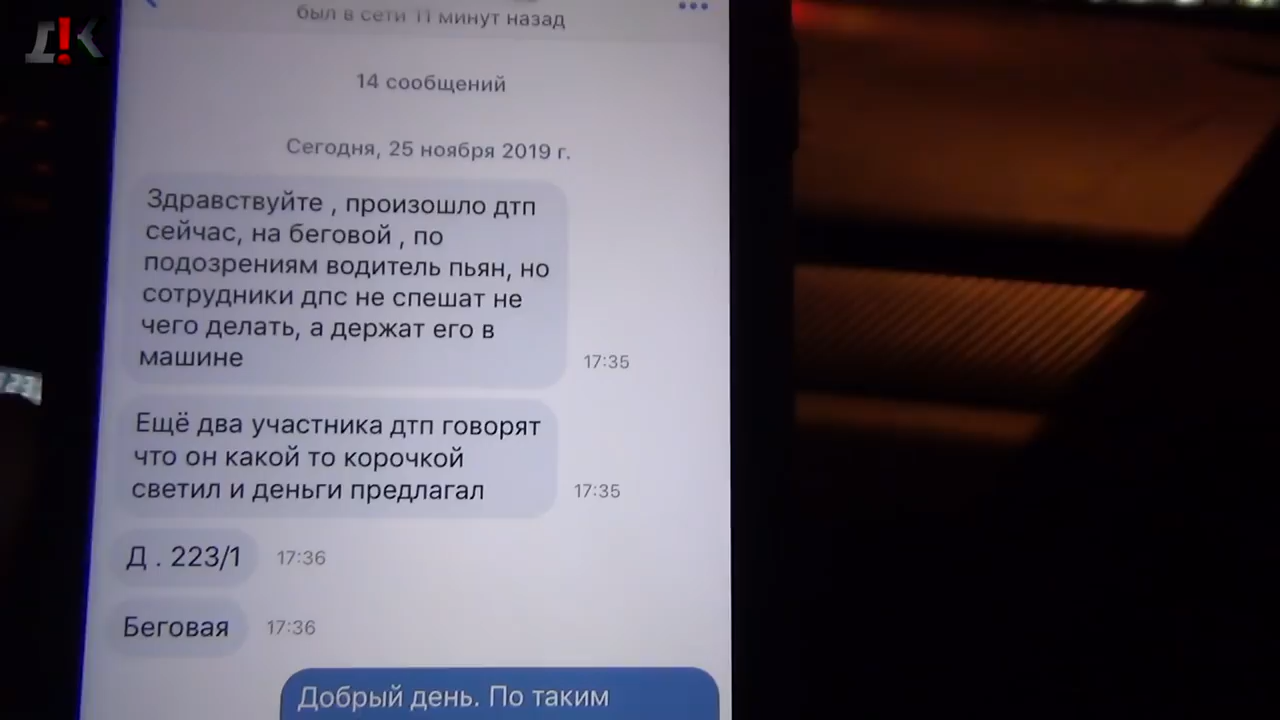 Д!К
был в сети 11 минут назад
14 сообщений
Сегодня, 25 ноября 2019 г.
Здравствуйте , произошло дтп
сейчас, на беговой , по
подозрениям водитель пьян, но
сотрудники дпс не спешат не
чего делать, а держат его в
машине
17:35
Ещё два участника дтп говорят
что он какой то корочкой
светил и деньги предлагал
17:35
Д . 223/1
17:36
Беговая
17:36
Добрый день. По таким